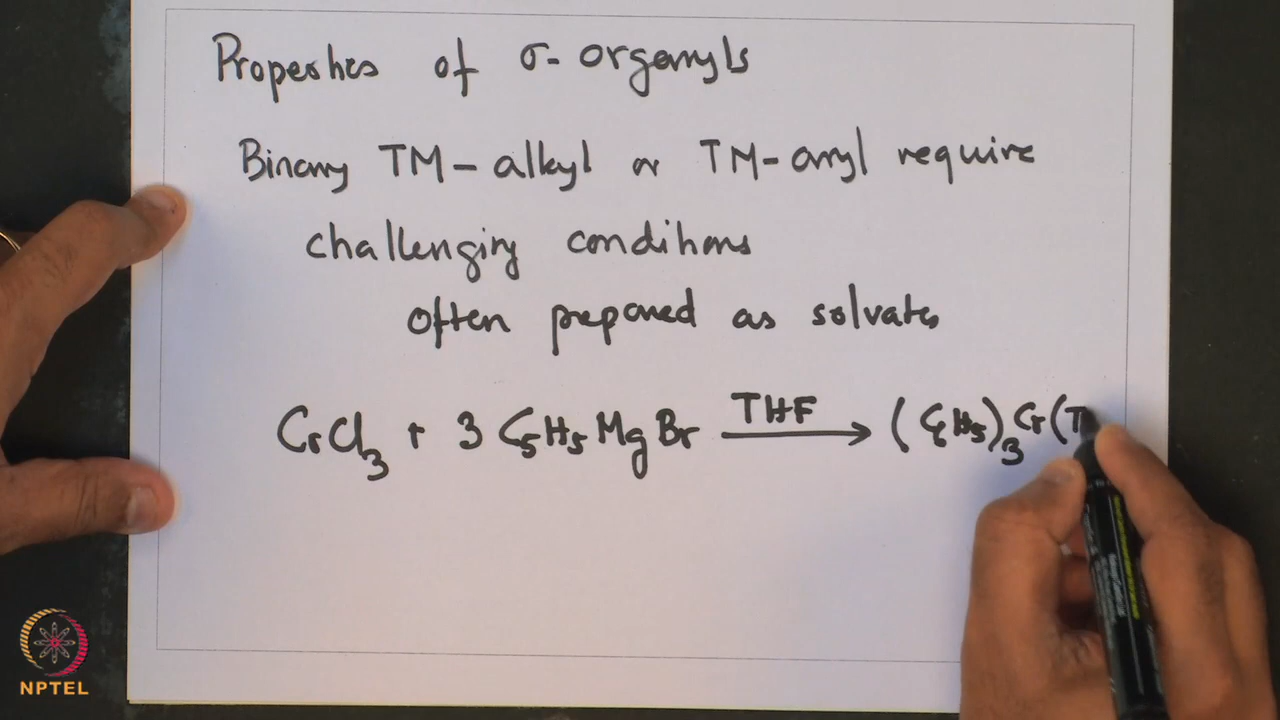 Properties of σ-organyls
Binary TM-alkyl or TM-aryl require
challenging conditions
often prepared as solvates
CrCl₃ + 3 C₅H₅MgBr THF → (C₆H₅)₃Cr(T
NPTEL